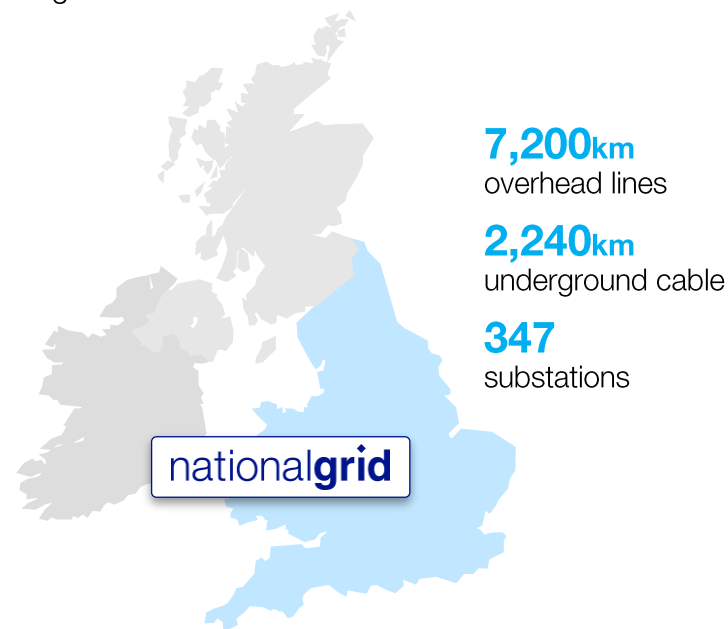 7,200km
overhead lines
2,240km
underground cable
347
substations
nationalgrid